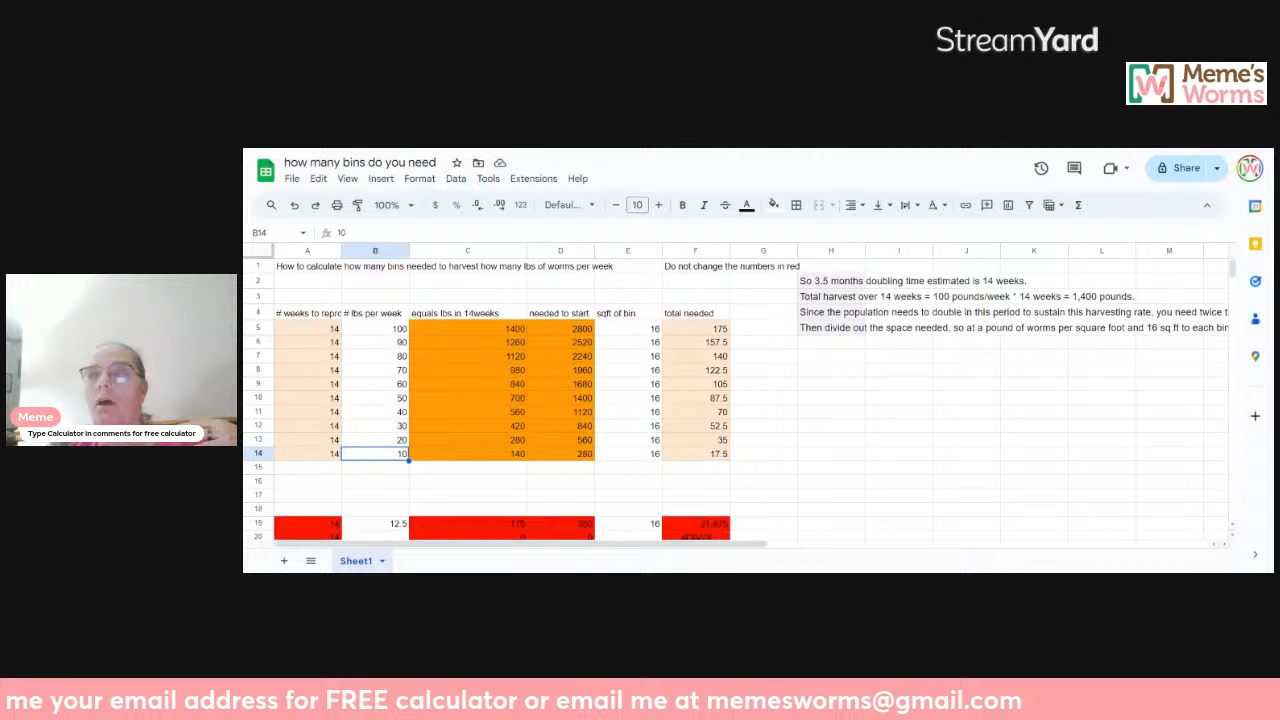 StreamYard
Meme's
Worms
how many bins do you need
File Edit View Insert Format Data Tools Extensions Help
Share
100% $ % .0 .00 123 Defaul... − 10 + B I A
B14 fx 10
A B C D E F G H I J K L M
1 How to calculate how many bins needed to harvest how many lbs of worms per week Do not change the numbers in red
2 So 3.5 months doubling time estimated is 14 weeks.
3 Total harvest over 14 weeks = 100 pounds/week * 14 weeks = 1,400 pounds.
4 # weeks to repro # lbs per week equals lbs in 14weeks needed to start sqft of bin total needed Since the population needs to double in this period to sustain this harvesting rate, you need twice t
5 14 100 1400 2800 16 175 Then divide out the space needed, so at a pound of worms per square foot and 16 sq ft to each bin
6 14 90 1260 2520 16 157.5
7 14 80 1120 2240 16 140
8 14 70 980 1960 16 122.5
9 14 60 840 1680 16 105
10 14 50 700 1400 16 87.5
11 14 40 560 1120 16 70
12 14 30 420 840 16 52.5
13 14 20 280 560 16 35
14 14 10 140 280 16 17.5
15
16
17
18
19 14 12.5 175 350 16 21.875
20 14 0 0
Sheet1
Meme
Type Calculator in comments for free calculator
me your email address for FREE calculator or email me at memesworms@gmail.com